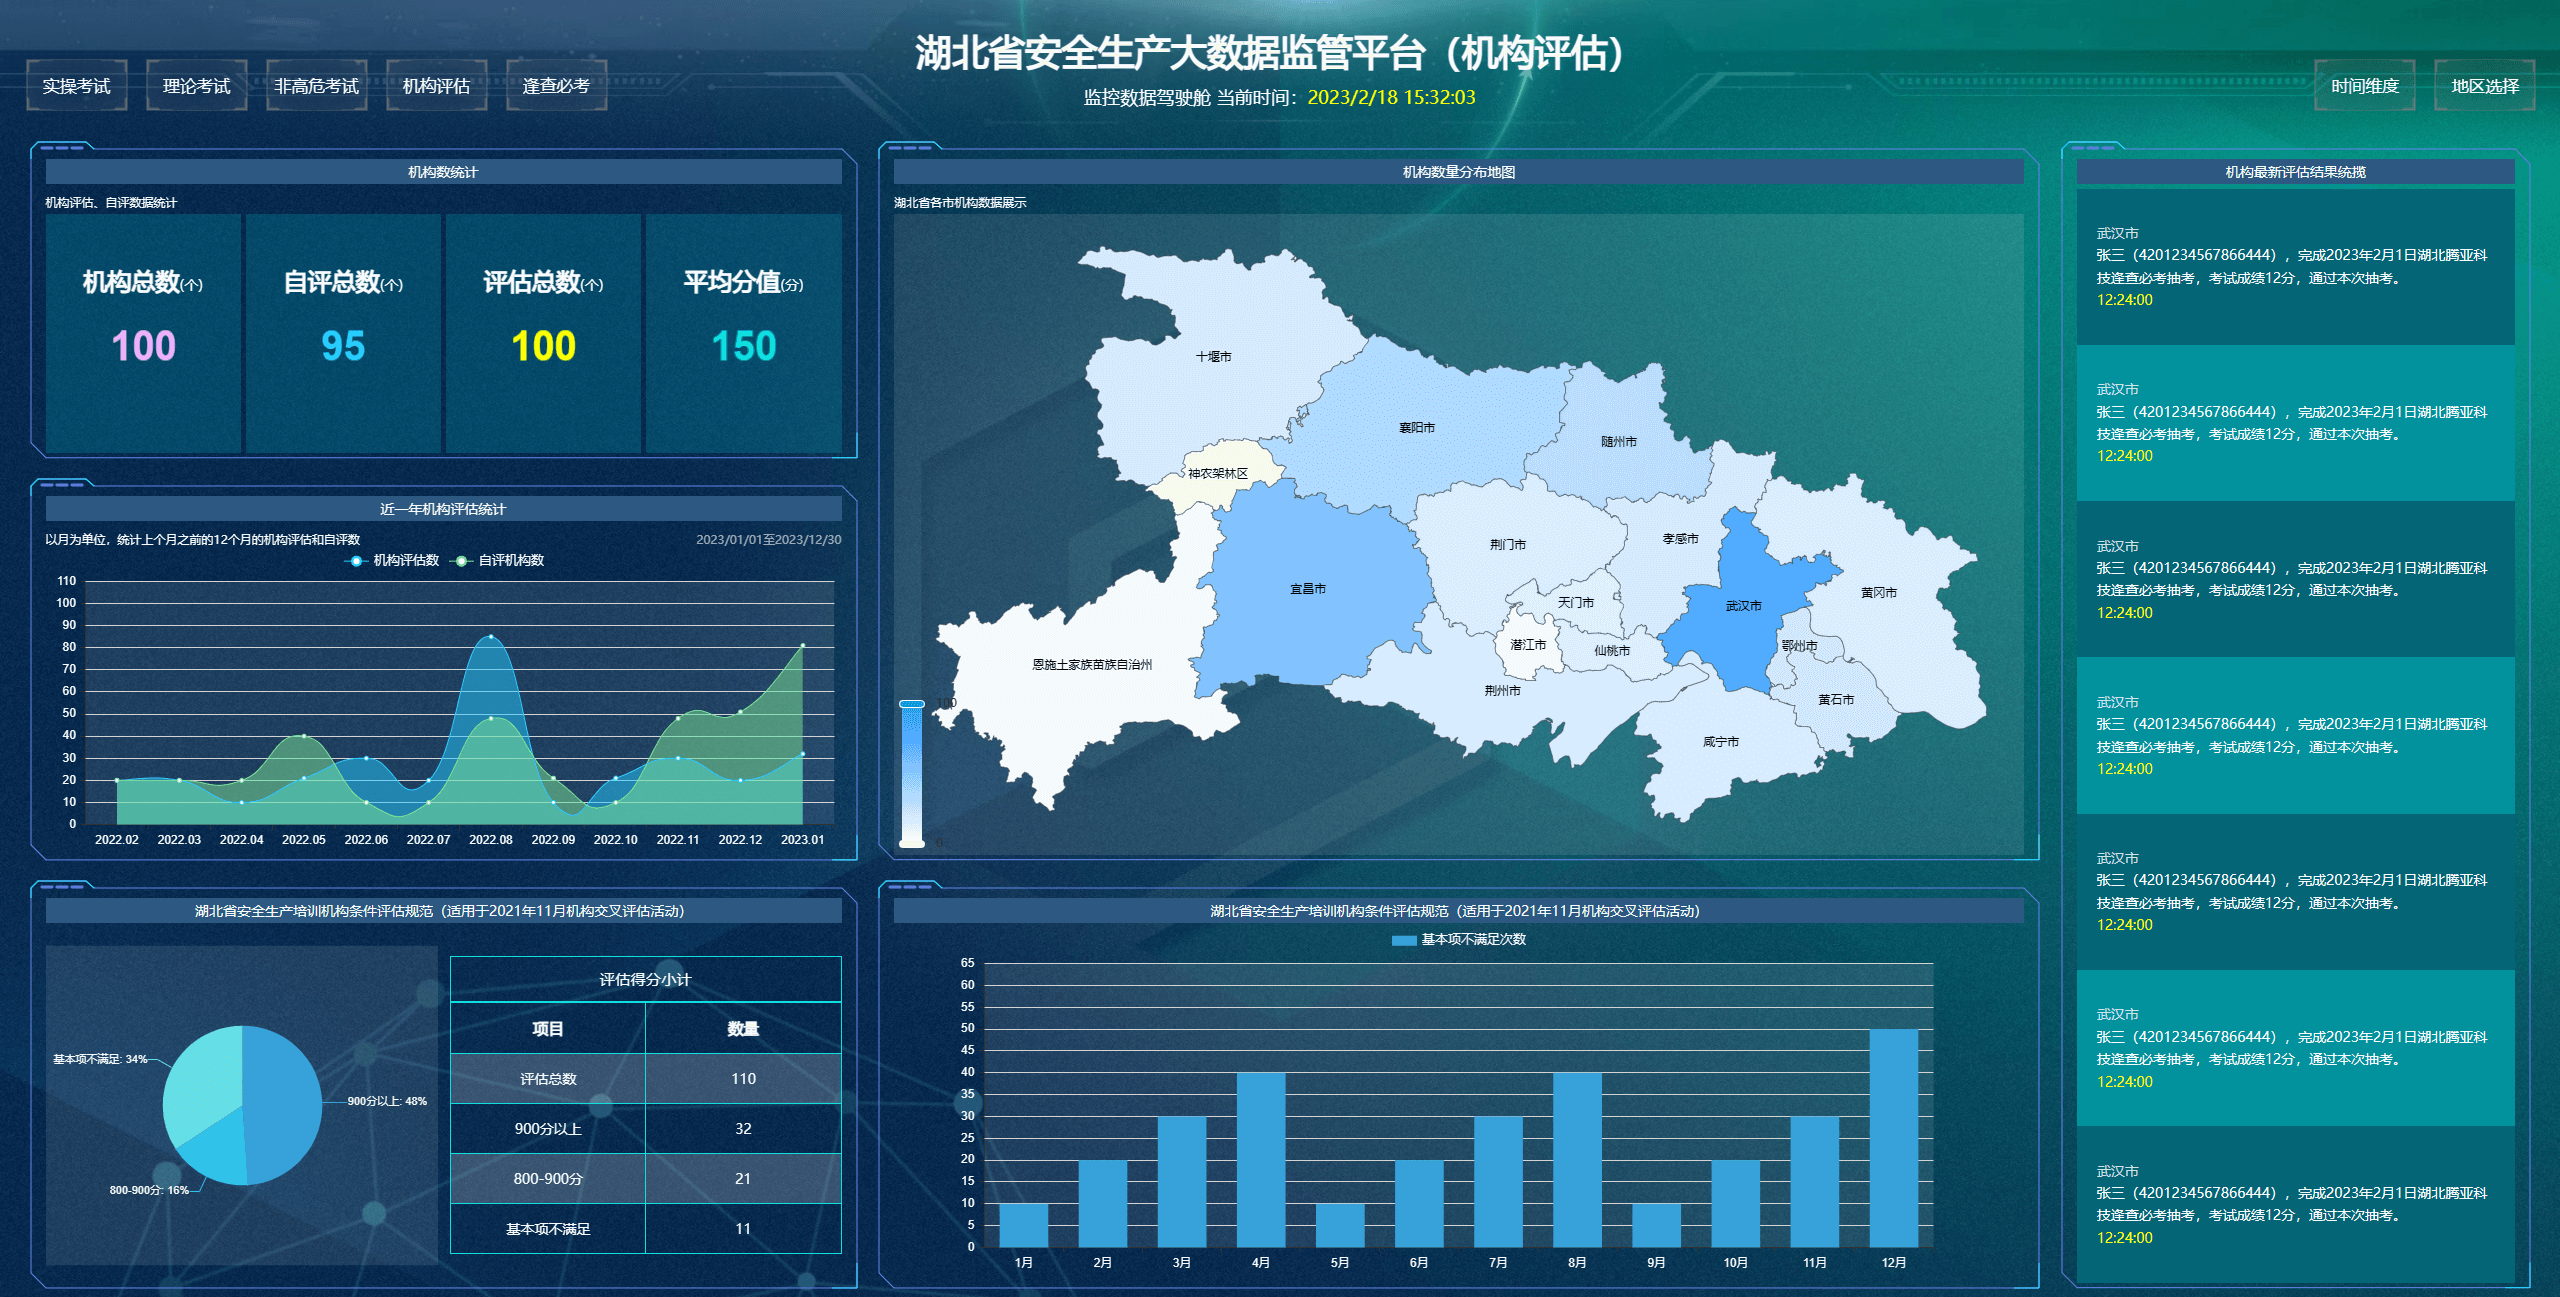 湖北省安全生产大数据监管平台（机构评估）
实操考试 理论考试 非高危考试 机构评估 逢查必考
监控数据驾驶舱 当前时间：2023/2/18 15:32:03
时间维度 地区选择
机构数统计
机构评估、自评数据统计
机构总数(个) 自评总数(个) 评估总数(个) 平均分值(分)
100 95 100 150
近一年机构评估统计
以月为单位，统计上个月之前的12个月的机构评估和自评数 2023/01/01至2023/12/30
机构评估数 自评机构数
110
100
90
80
70
60
50
40
30
20
10
0
2022.02 2022.03 2022.04 2022.05 2022.06 2022.07 2022.08 2022.09 2022.10 2022.11 2022.12 2023.01
湖北省安全生产培训机构条件评估规范（适用于2021年11月机构交叉评估活动）
基本项不满足: 34%
900分以上: 48%
800-900分: 16%
评估得分小计
项目 数量
评估总数 110
900分以上 32
800-900分 21
基本项不满足 11
机构数量分布地图
湖北省各市机构数据展示
十堰市
襄阳市
随州市
神农架林区
荆门市
孝感市
宜昌市
黄冈市
天门市
武汉市
潜江市
鄂州市
仙桃市
恩施土家族苗族自治州
荆州市
黄石市
咸宁市
100
0
湖北省安全生产培训机构条件评估规范（适用于2021年11月机构交叉评估活动）
基本项不满足次数
65
60
55
50
45
40
35
30
25
20
15
10
5
0
1月 2月 3月 4月 5月 6月 7月 8月 9月 10月 11月 12月
机构最新评估结果统揽
武汉市
张三（4201234567866444），完成2023年2月1日湖北腾亚科
技逢查必考抽考，考试成绩12分，通过本次抽考。
12:24:00
武汉市
张三（4201234567866444），完成2023年2月1日湖北腾亚科
技逢查必考抽考，考试成绩12分，通过本次抽考。
12:24:00
武汉市
张三（4201234567866444），完成2023年2月1日湖北腾亚科
技逢查必考抽考，考试成绩12分，通过本次抽考。
12:24:00
武汉市
张三（4201234567866444），完成2023年2月1日湖北腾亚科
技逢查必考抽考，考试成绩12分，通过本次抽考。
12:24:00
武汉市
张三（4201234567866444），完成2023年2月1日湖北腾亚科
技逢查必考抽考，考试成绩12分，通过本次抽考。
12:24:00
武汉市
张三（4201234567866444），完成2023年2月1日湖北腾亚科
技逢查必考抽考，考试成绩12分，通过本次抽考。
12:24:00
武汉市
张三（4201234567866444），完成2023年2月1日湖北腾亚科
技逢查必考抽考，考试成绩12分，通过本次抽考。
12:24:00